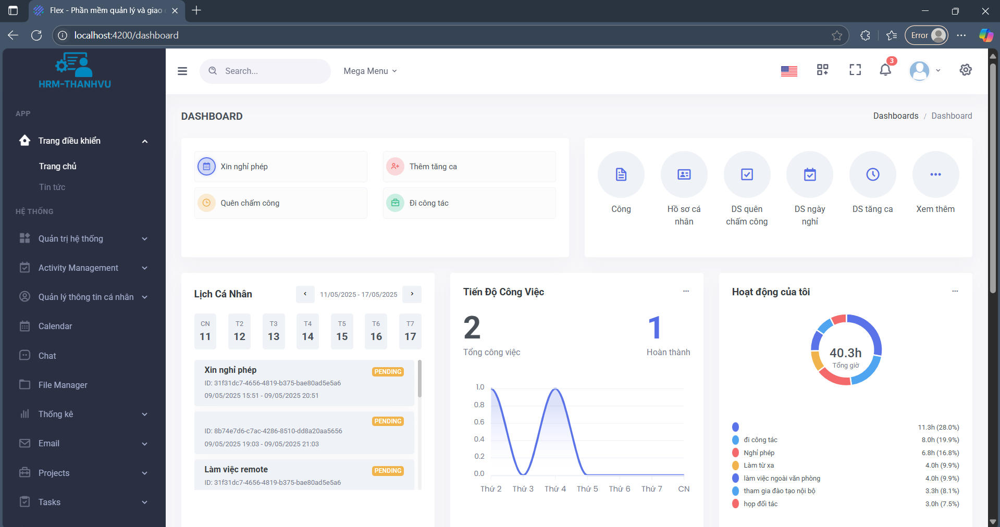 Flex - Phần mềm quản lý và giao
localhost:4200/dashboard
Error
HRM-THANHVU
Search...
Mega Menu
3
APP
Trang điều khiển
Trang chủ
Tin tức
HỆ THỐNG
Quản trị hệ thống
Activity Management
Quản lý thông tin cá nhân
Calendar
Chat
File Manager
Thống kê
Email
Projects
Tasks
DASHBOARD
Dashboards / Dashboard
Xin nghỉ phép
Thêm tăng ca
Quên chấm công
Đi công tác
Công
Hồ sơ cá
nhân
DS quên
chấm công
DS ngày
nghỉ
DS tăng ca
Xem thêm
Lịch Cá Nhân
11/05/2025 - 17/05/2025
CN T2 T3 T4 T5 T6 T7
11 12 13 14 15 16 17
Xin nghỉ phép
PENDING
ID: 31f31dc7-4656-4819-b375-bae80ad5e5a6
09/05/2025 15:51 - 09/05/2025 20:51
PENDING
ID: 8b74e7d6-c7ac-4286-8510-dd8a20aa5656
09/05/2025 19:03 - 09/05/2025 21:03
Làm việc remote
PENDING
ID: 31f31dc7-4656-4819-b375-bae80ad5e5a6
Tiến Độ Công Việc
2
Tổng công việc
1
Hoàn thành
1.0
0.8
0.6
0.4
0.2
0.0
Thứ 2 Thứ 3 Thứ 4 Thứ 5 Thứ 6 Thứ 7 CN
Hoạt động của tôi
40.3h
Tổng giờ
11.3h (28.0%)
đi công tác 8.0h (19.9%)
Nghỉ phép 6.8h (16.8%)
Làm từ xa 4.0h (9.9%)
làm việc ngoài văn phòng 4.0h (9.9%)
tham gia đào tạo nội bộ 3.3h (8.1%)
họp đối tác 3.0h (7.5%)